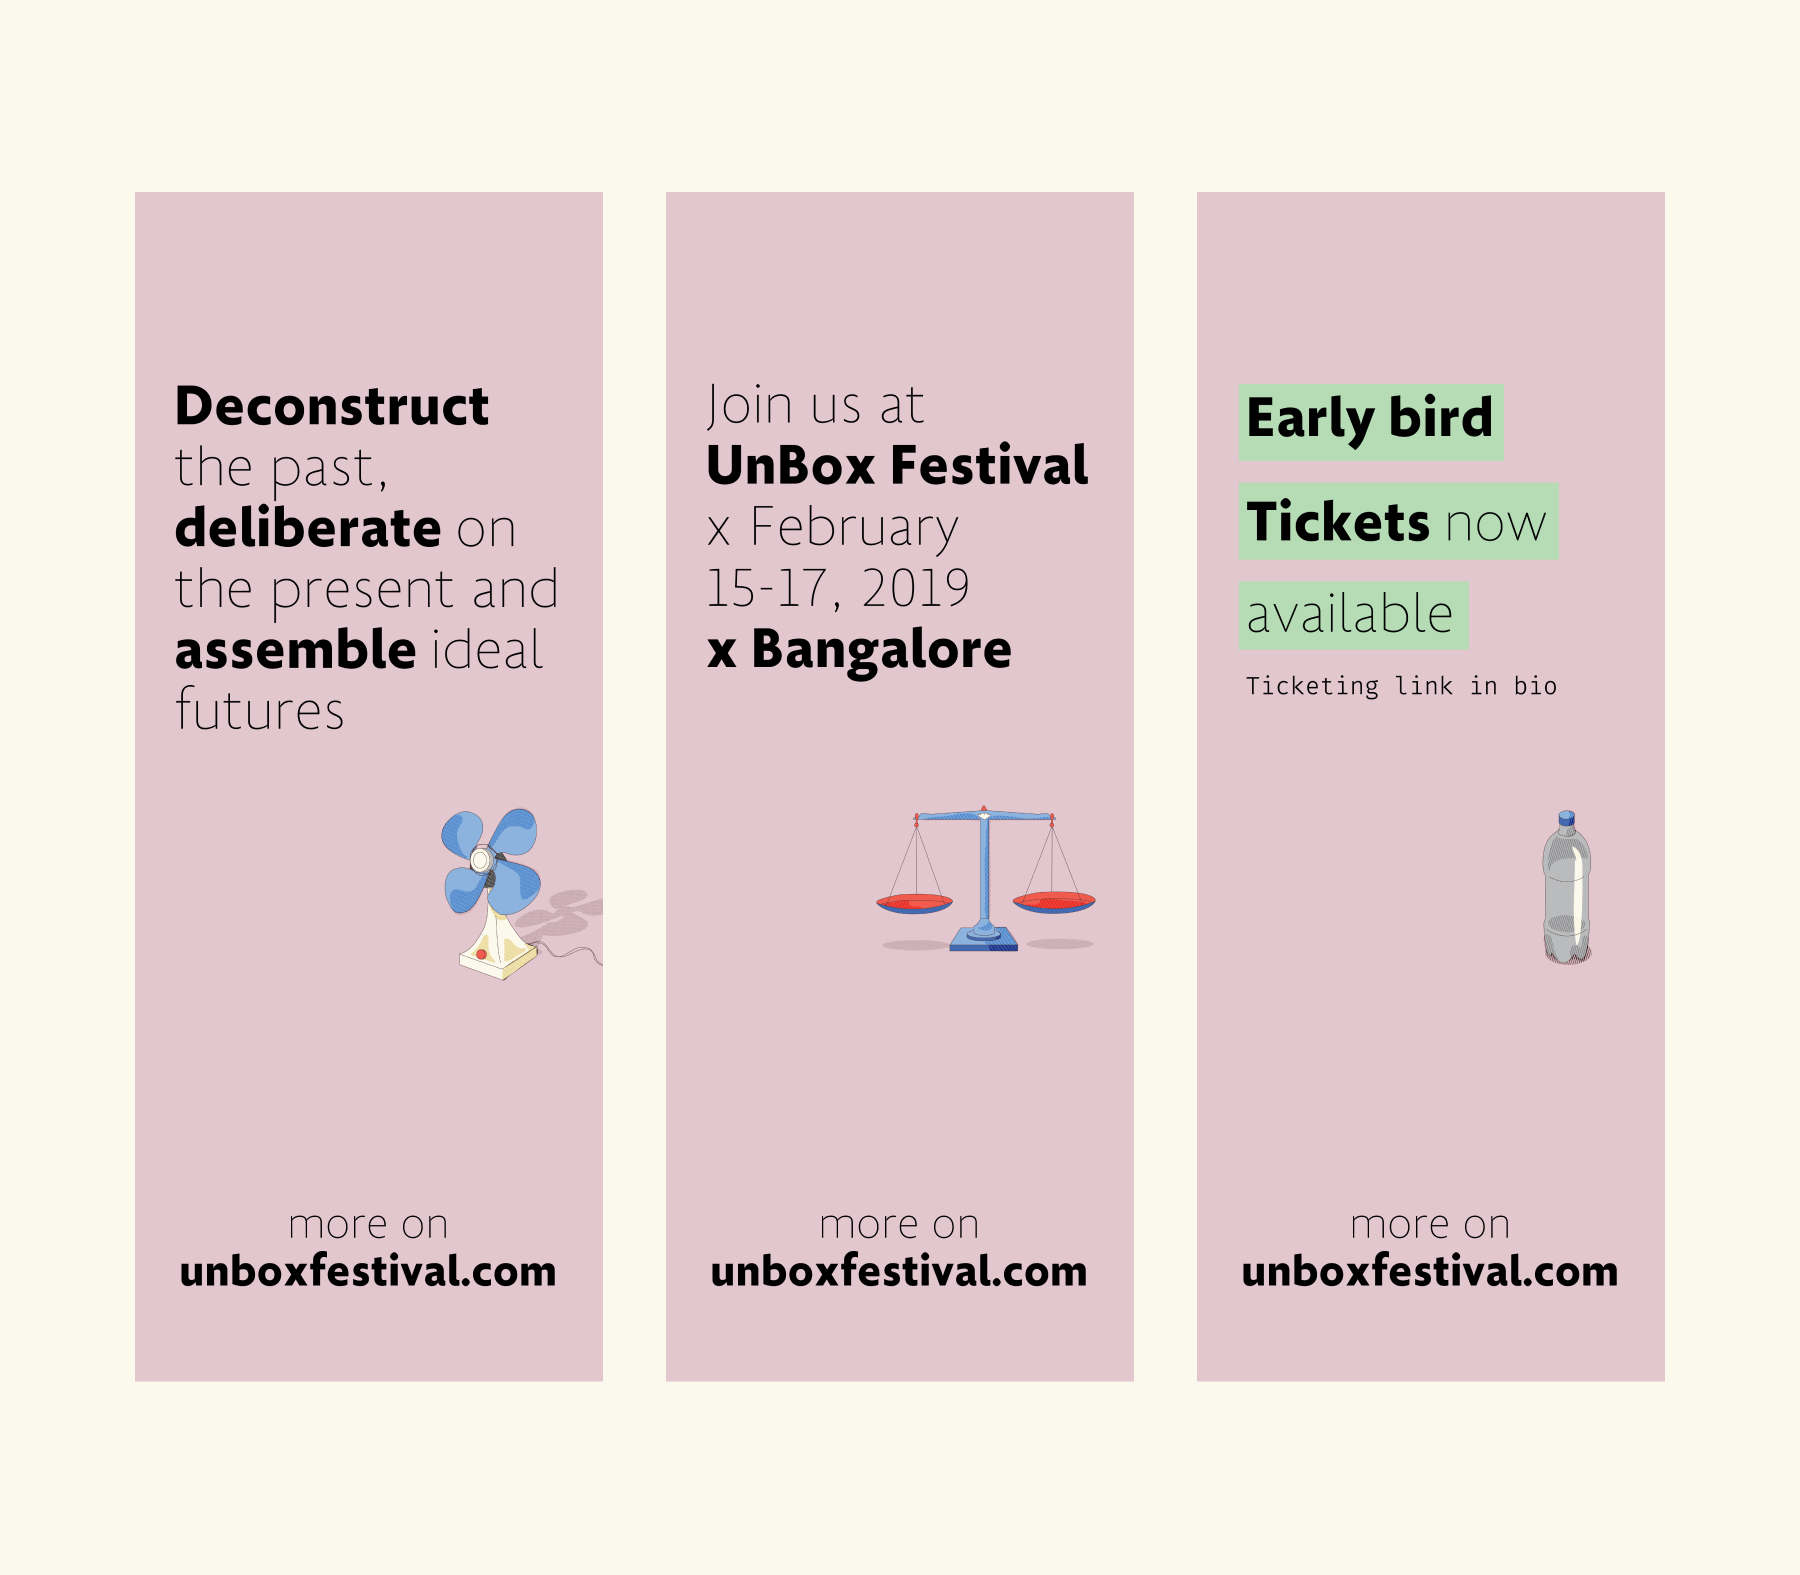 Deconstruct
the past,
deliberate on
the present and
assemble ideal
futures
more on
unboxfestival.com
Join us at
UnBox Festival
x February
15-17, 2019
x Bangalore
more on
unboxfestival.com
Early bird
Tickets now
available
Ticketing link in bio
more on
unboxfestival.com